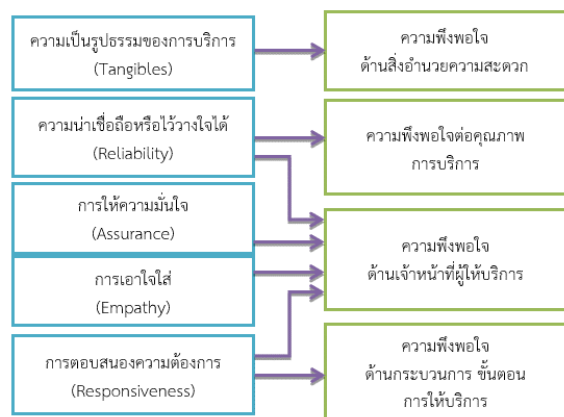 ความเป็นรูปธรรมของการบริการ
(Tangibles)
ความน่าเชื่อถือหรือไว้วางใจได้
(Reliability)
การให้ความมั่นใจ
(Assurance)
การเอาใจใส่
(Empathy)
การตอบสนองความต้องการ
(Responsiveness)
ความพึงพอใจ
ด้านสิ่งอำนวยความสะดวก
ความพึงพอใจต่อคุณภาพ
การบริการ
ความพึงพอใจ
ด้านเจ้าหน้าที่ผู้ให้บริการ
ความพึงพอใจ
ด้านกระบวนการ ขั้นตอน
การให้บริการ